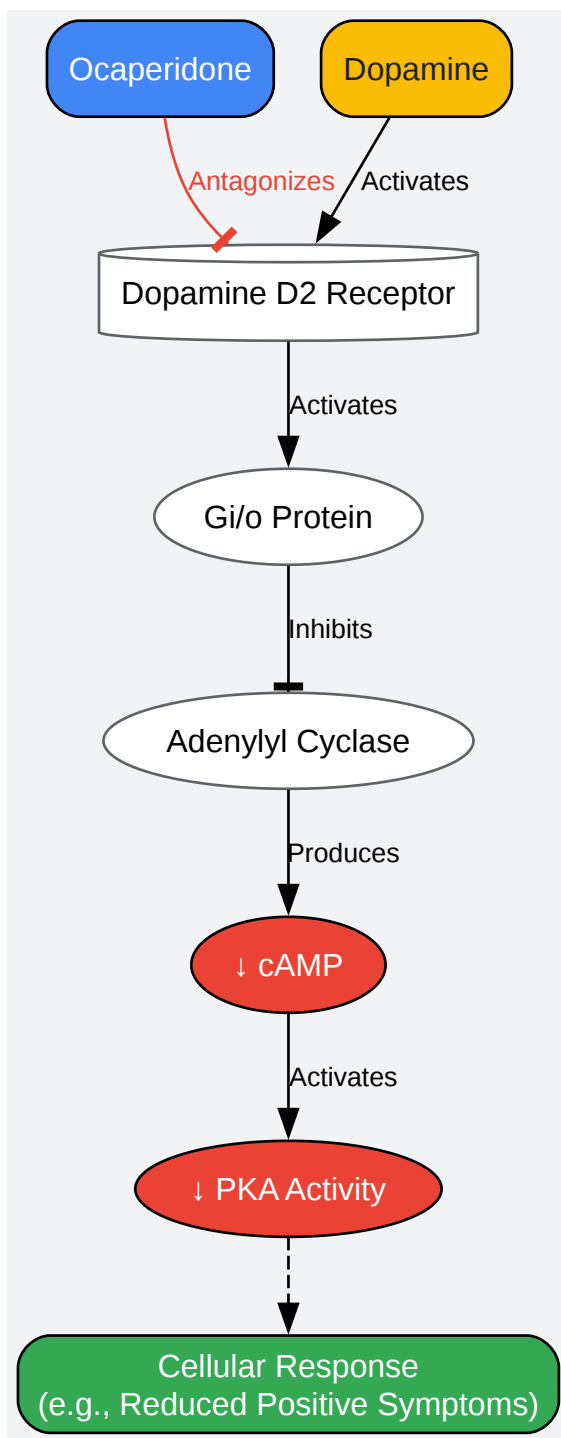 Ocaperidone
Dopamine
Antagonizes
Activates
Dopamine D2 Receptor
Activates
Gi/o Protein
Inhibits
Adenylyl Cyclase
Produces
↓ cAMP
Activates
↓ PKA Activity
Cellular Response
(e.g., Reduced Positive Symptoms)